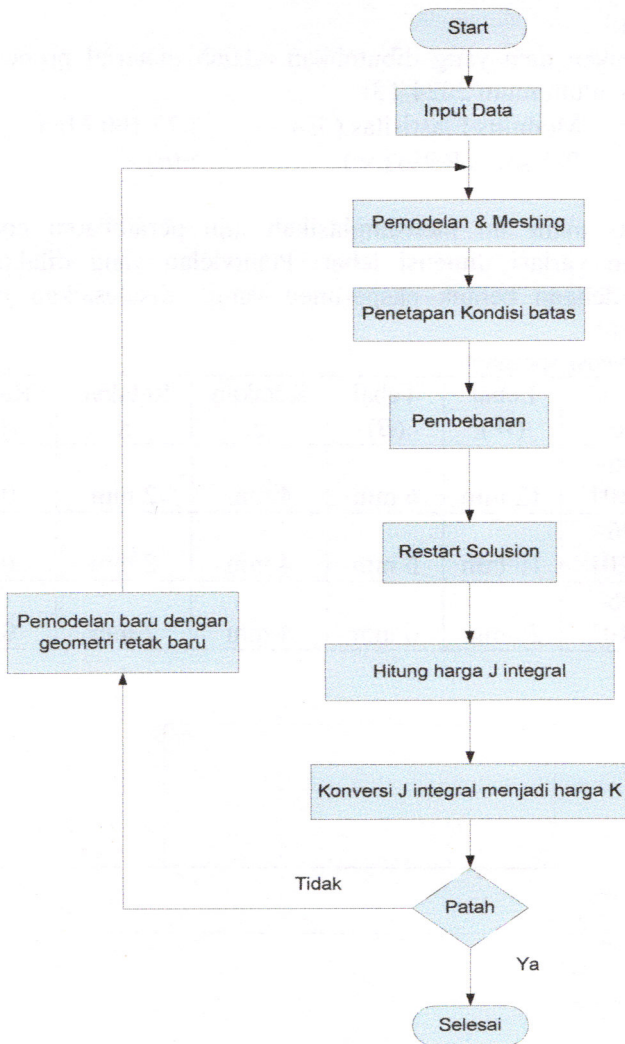 Start
Input Data
Pemodelan & Meshing
Penetapan Kondisi batas
Pembebanan
Restart Solusion
Pemodelan baru dengan
geometri retak baru
Hitung harga J integral
Konversi J integral menjadi harga K
Tidak
Patah
Ya
Selesai